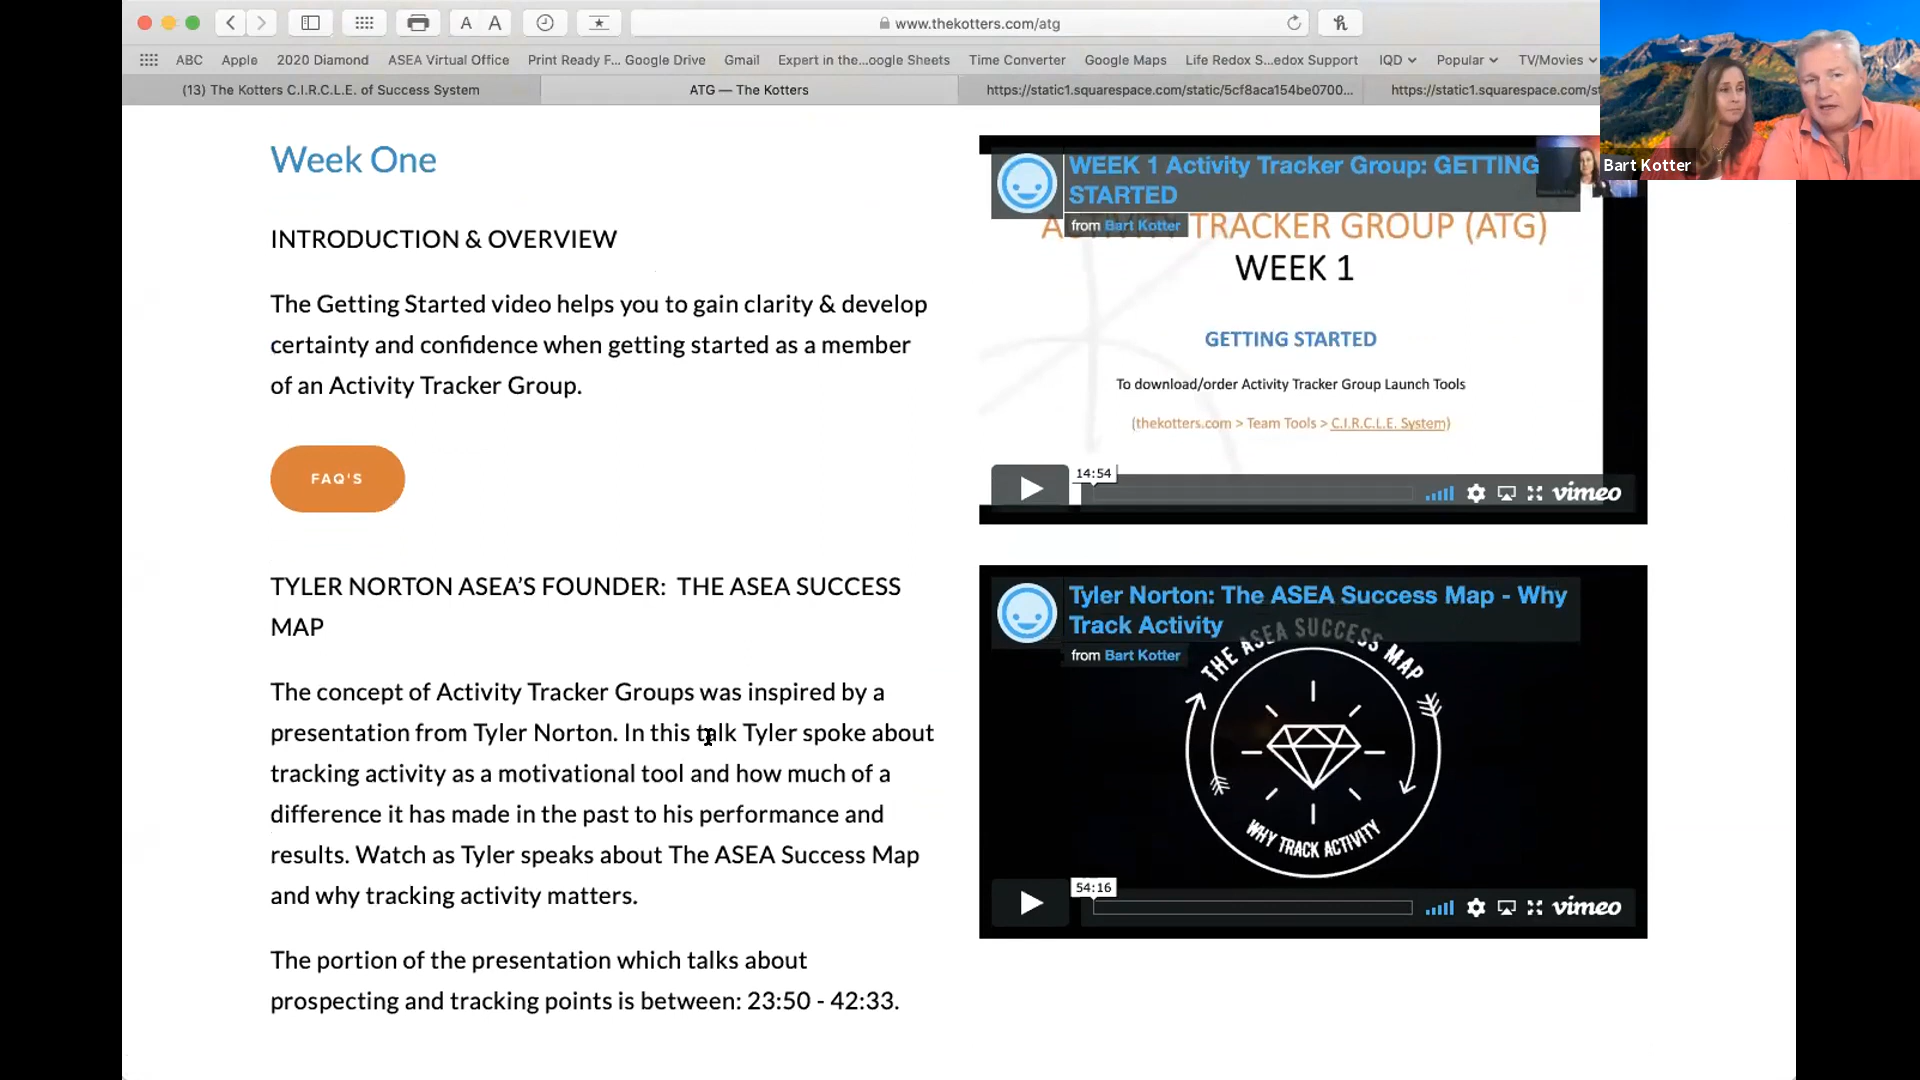 A A
www.thekotters.com/atg
ABC Apple 2020 Diamond ASEA Virtual Office Print Ready F... Google Drive Gmail Expert in the...oogle Sheets Time Converter Google Maps Life Redox S...edox Support IQD Popular TV/Movies
(13) The Kotters C.I.R.C.L.E. of Success System
ATG — The Kotters
https://static1.squarespace.com/static/5cf8aca154be0700...
https://static1.squarespace.com/st
Bart Kotter
Week One
INTRODUCTION & OVERVIEW
The Getting Started video helps you to gain clarity & develop
certainty and confidence when getting started as a member
of an Activity Tracker Group.
FAQ'S
WEEK 1 Activity Tracker Group: GETTING
STARTED
from Bart Kotter
TRACKER GROUP (ATG)
WEEK 1
GETTING STARTED
To download/order Activity Tracker Group Launch Tools
(thekotters.com > Team Tools > C.I.R.C.L.E. System)
14:54
vimeo
TYLER NORTON ASEA’S FOUNDER: THE ASEA SUCCESS
MAP
The concept of Activity Tracker Groups was inspired by a
presentation from Tyler Norton. In this talk Tyler spoke about
tracking activity as a motivational tool and how much of a
difference it has made in the past to his performance and
results. Watch as Tyler speaks about The ASEA Success Map
and why tracking activity matters.
The portion of the presentation which talks about
prospecting and tracking points is between: 23:50 - 42:33.
Tyler Norton: The ASEA Success Map - Why
Track Activity
from Bart Kotter
THE ASEA SUCCESS MAP
WHY TRACK ACTIVITY
54:16
vimeo